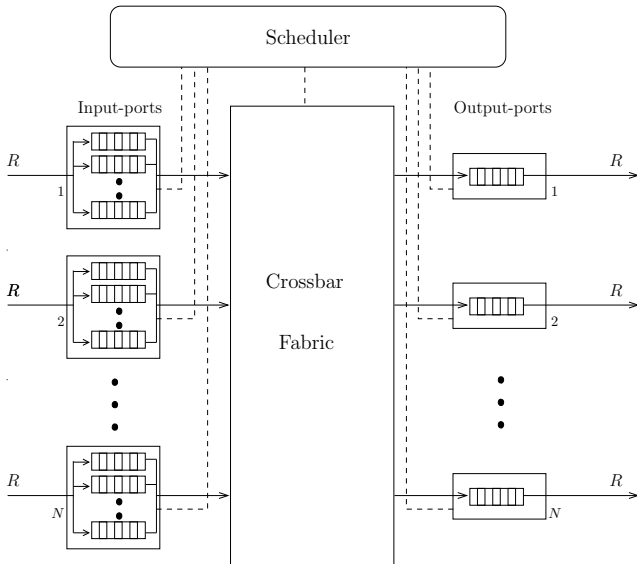 Scheduler
Input-ports
Output-ports
R
R
1
1
R
R
2
2
Crossbar
Fabric
R
R
N
N